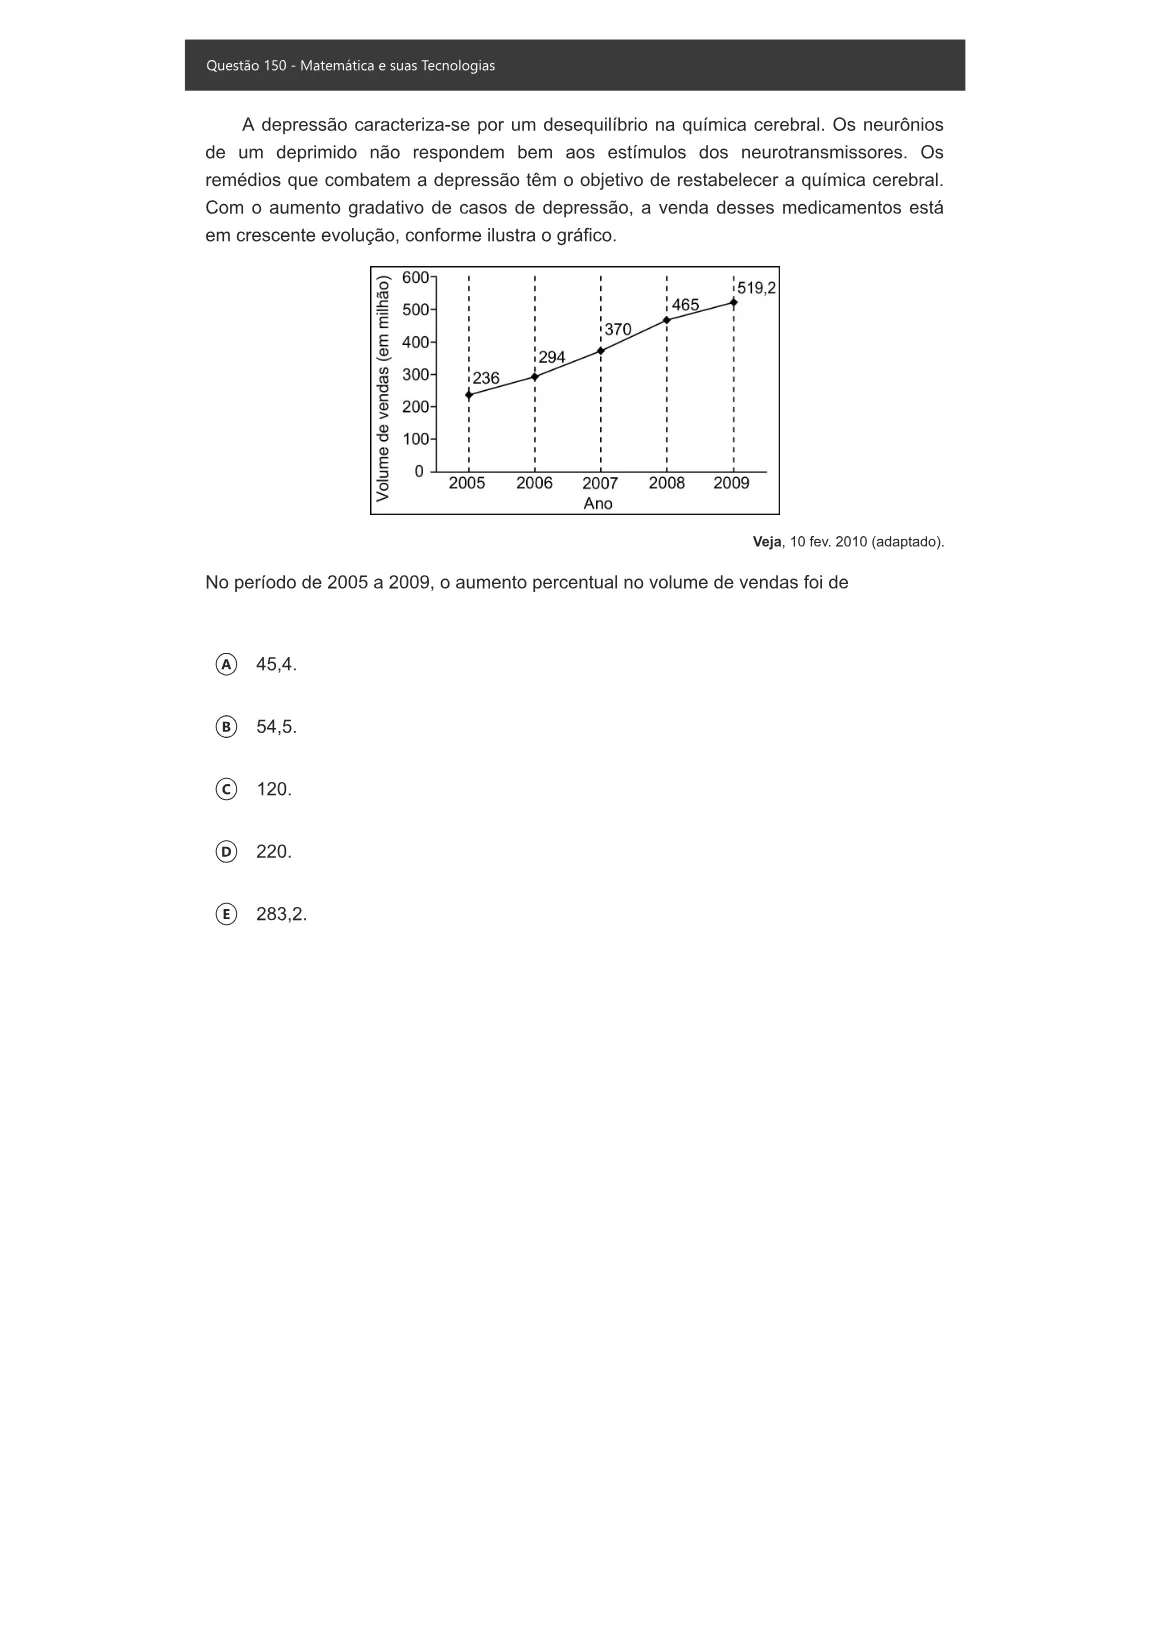 Questão 150 - Matemática e suas Tecnologias
A depressão caracteriza-se por um desequilíbrio na química cerebral. Os neurônios
de um deprimido não respondem bem aos estímulos dos neurotransmissores. Os
remédios que combatem a depressão têm o objetivo de restabelecer a química cerebral.
Com o aumento gradativo de casos de depressão, a venda desses medicamentos está
em crescente evolução, conforme ilustra o gráfico.
Volume de vendas (em milhão)
600
500
400
300
200
100
0
236
294
370
465
519,2
2005 2006 2007 2008 2009
Ano
Veja, 10 fev. 2010 (adaptado).
No período de 2005 a 2009, o aumento percentual no volume de vendas foi de
A 45,4.
B 54,5.
C 120.
D 220.
E 283,2.